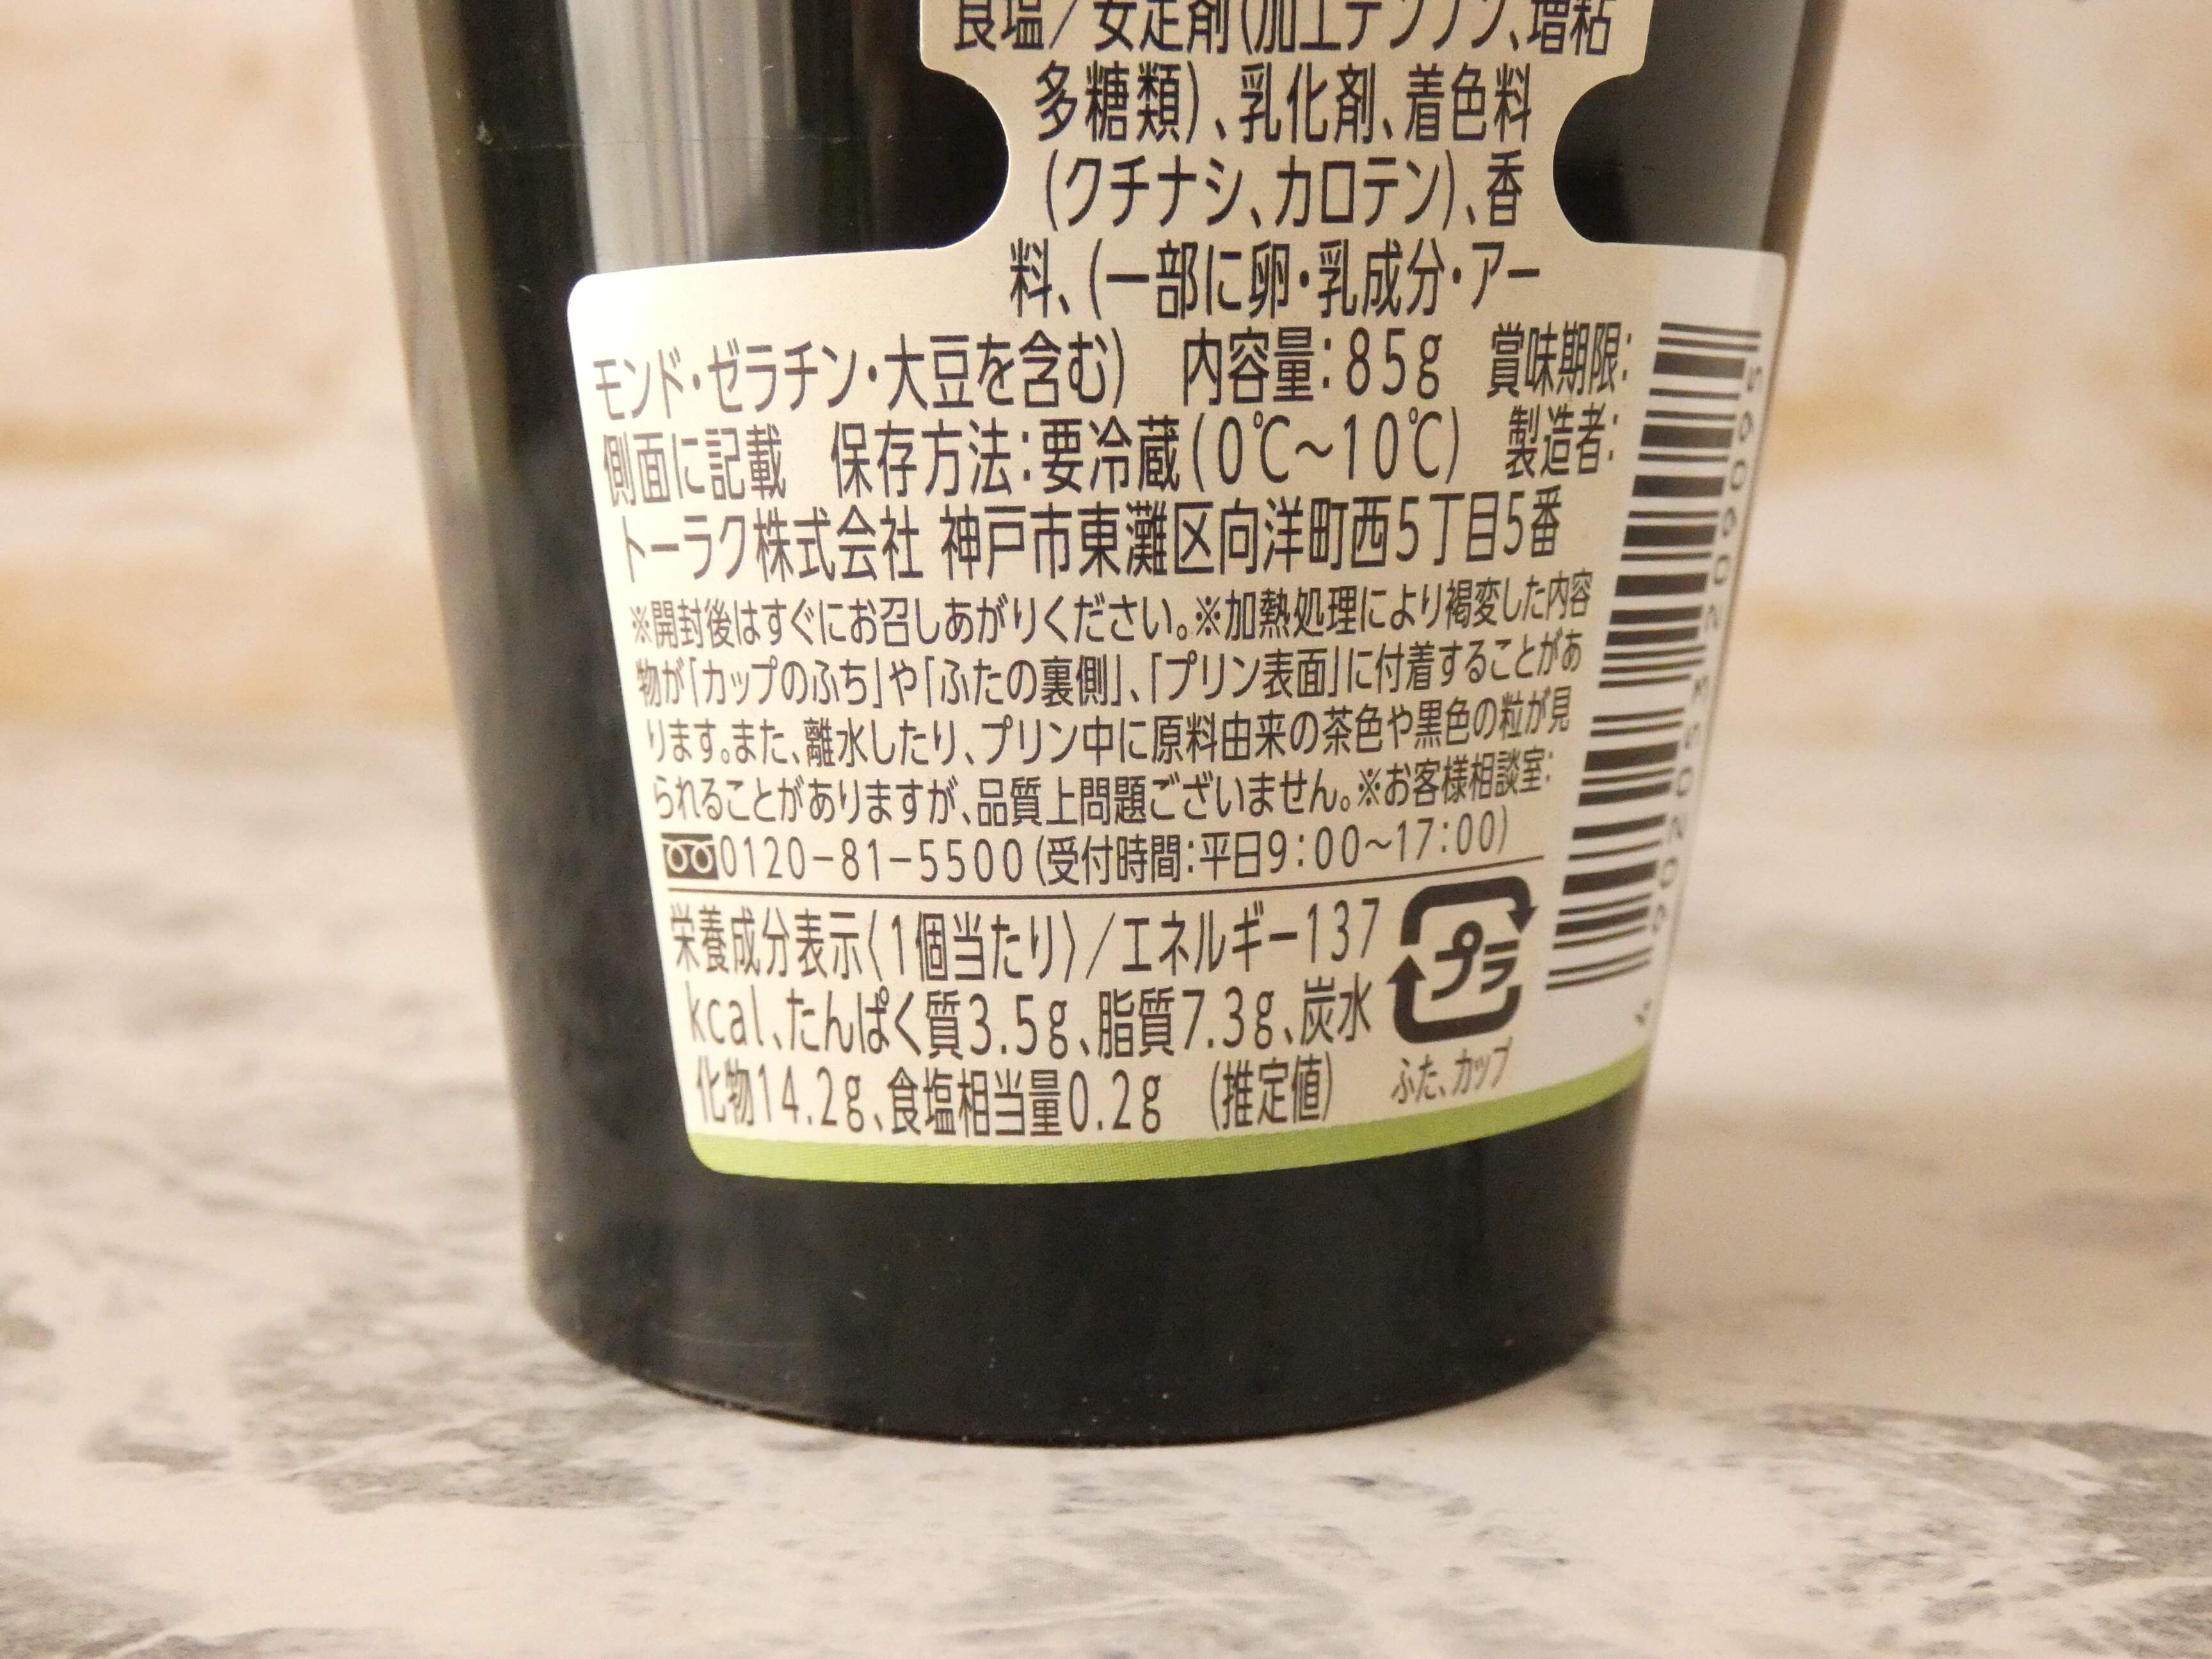 食塩/安定剤(加工デンプン、増粘
多糖類)、乳化剤、着色料
(クチナシ、カロテン)、香
料、(一部に卵・乳成分・アー
モンド・ゼラチン・大豆を含む) 内容量:85g 賞味期限:
側面に記載 保存方法:要冷蔵(0℃~10℃) 製造者:
トーラク株式会社 神戸市東灘区向洋町西5丁目5番
※開封後はすぐにお召しあがりください。※加熱処理により褐変した内容
物が「カップのふち」や「ふたの裏側」、「プリン表面」に付着することがあ
ります。また、離水したり、プリン中に原料由来の茶色や黒色の粒が見
られることがありますが、品質上問題ございません。※お客様相談室:
0120-81-5500(受付時間:平日9:00~17:00)
栄養成分表示〈1個当たり〉/エネルギー137
kcal、たんぱく質3.5g、脂質7.3g、炭水
化物14.2g、食塩相当量0.2g (推定値)
プラ
ふた、カップ